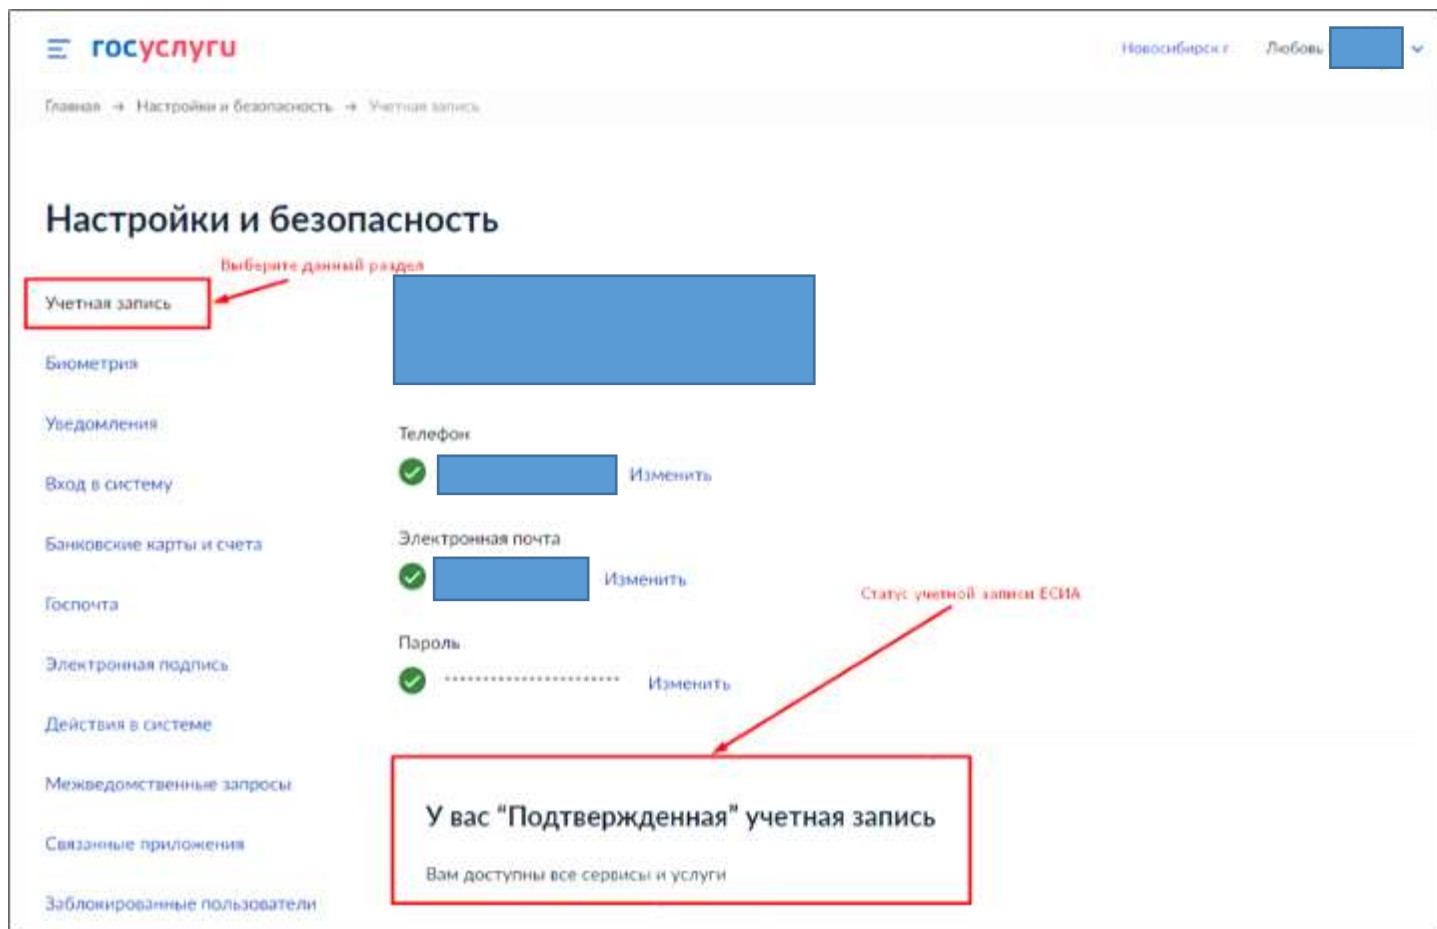 госуслуги
Новосибирск г
Любовь
Главная → Настройки и безопасность → Учетная запись
Настройки и безопасность
Выберите данный раздел
Учетная запись
Биометрия
Уведомления
Вход в систему
Банковские карты и счета
Госпочта
Электронная подпись
Действия в системе
Межведомственные запросы
Связанные приложения
Заблокированные пользователи
Телефон
Изменить
Электронная почта
Изменить
Пароль
•••••••••••••••••••••••
Изменить
Статус учетной записи ЕСИА
У вас “Подтвержденная” учетная запись
Вам доступны все сервисы и услуги